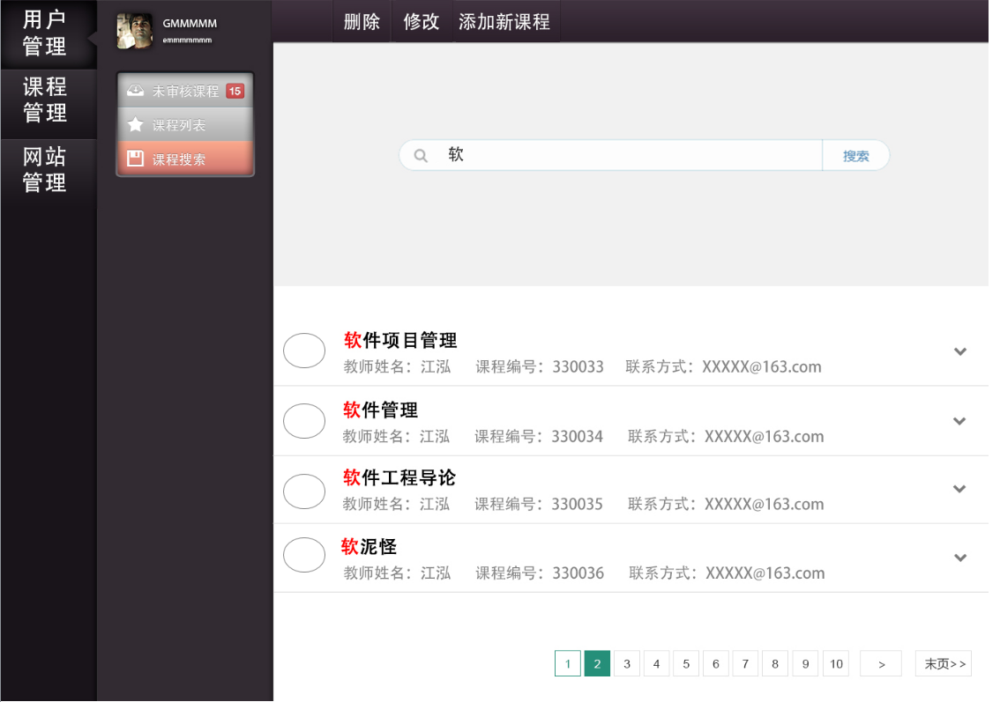 用户
管理
课程
管理
网站
管理
GMMMMM
emmmmmmm
未审核课程 15
课程列表
课程搜索
删除 修改 添加新课程
软 搜索
软件项目管理
教师姓名：江泓 课程编号：330033 联系方式：XXXXX@163.com
软件管理
教师姓名：江泓 课程编号：330034 联系方式：XXXXX@163.com
软件工程导论
教师姓名：江泓 课程编号：330035 联系方式：XXXXX@163.com
软泥怪
教师姓名：江泓 课程编号：330036 联系方式：XXXXX@163.com
1 2 3 4 5 6 7 8 9 10 > 末页>>